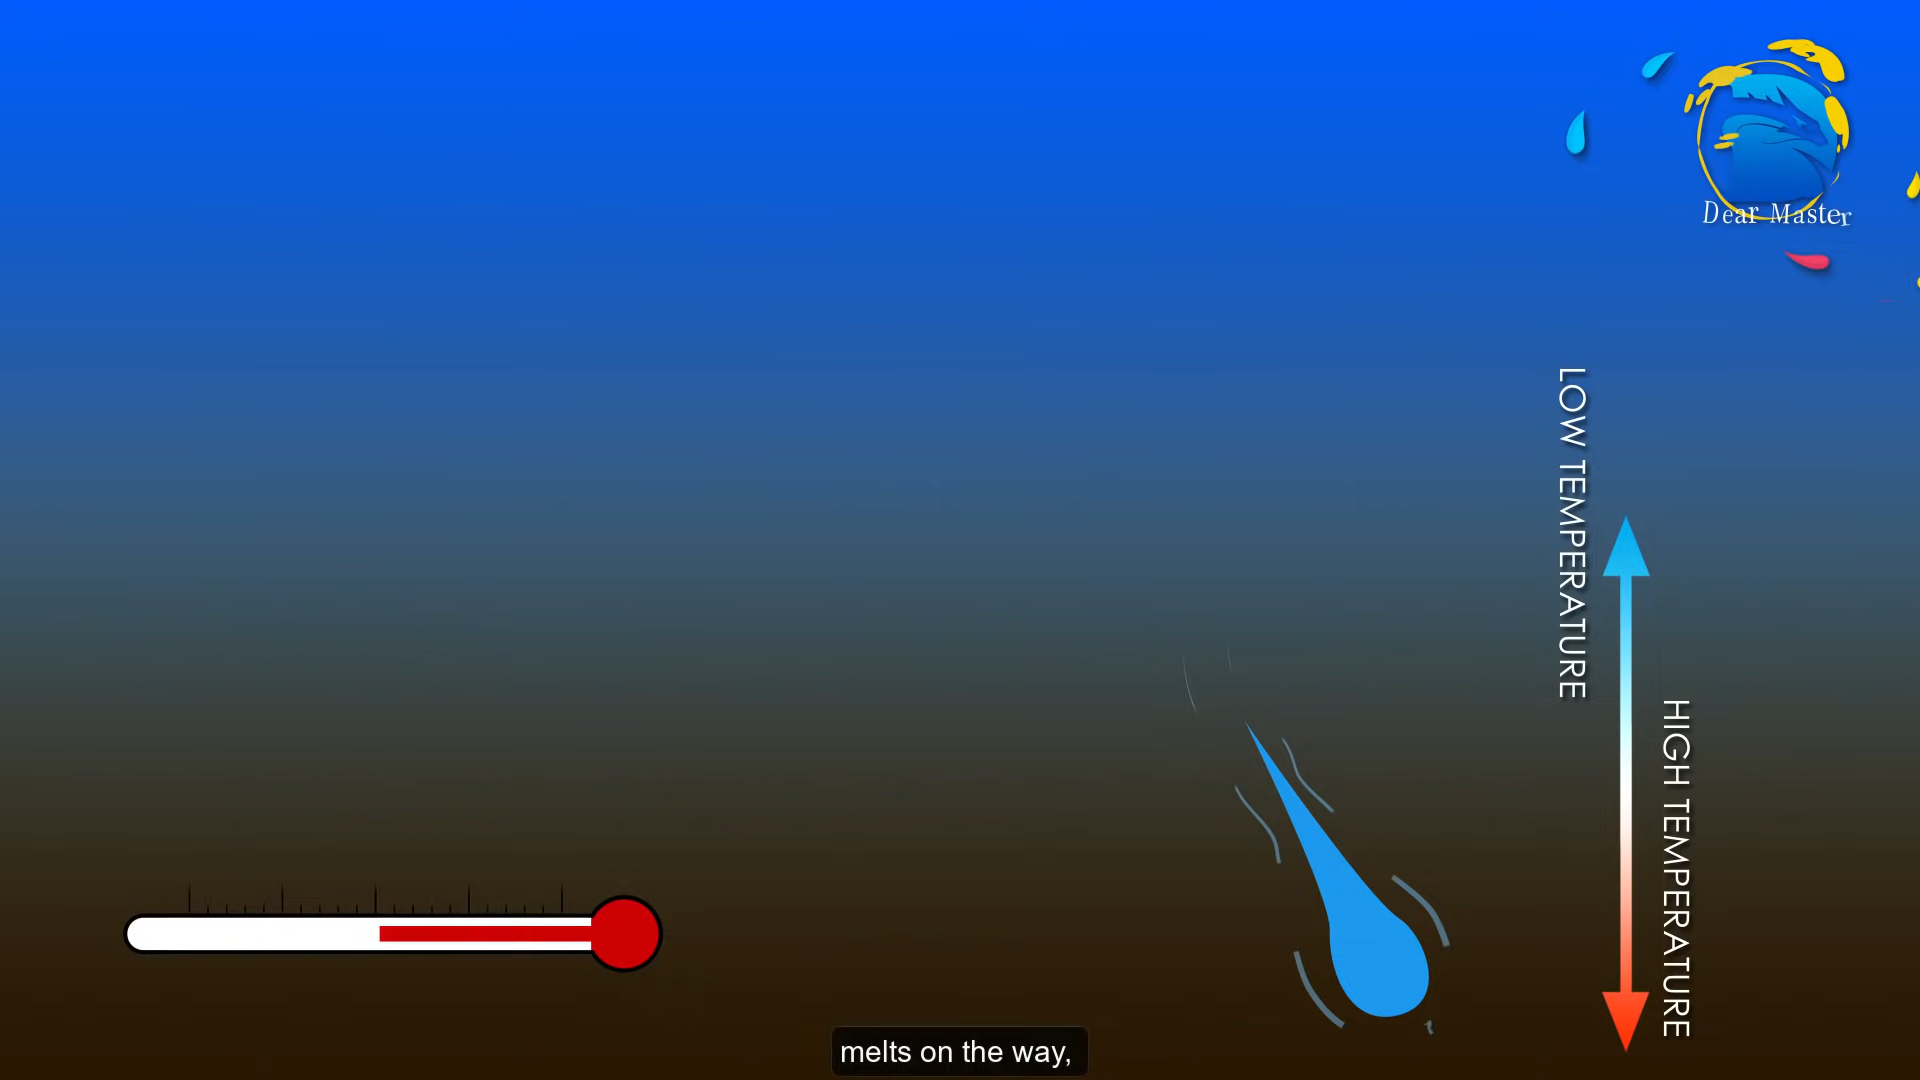 Dear Master
LOW TEMPERATURE
HIGH TEMPERATURE
melts on the way,